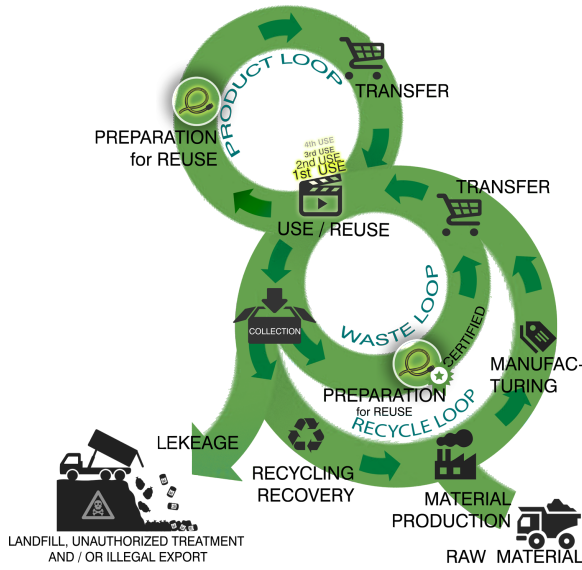 PRODUCT LOOP
TRANSFER
PREPARATION
for REUSE
4th USE
3rd USE
2nd USE
1st USE
USE / REUSE
TRANSFER
WASTE LOOP
COLLECTION
CERTIFIED
MANUFAC-
TURING
PREPARATION
for REUSE
RECYCLE LOOP
LEKEAGE
RECYCLING
RECOVERY
MATERIAL
PRODUCTION
LANDFILL, UNAUTHORIZED TREATMENT
AND / OR ILLEGAL EXPORT
RAW MATERIAL